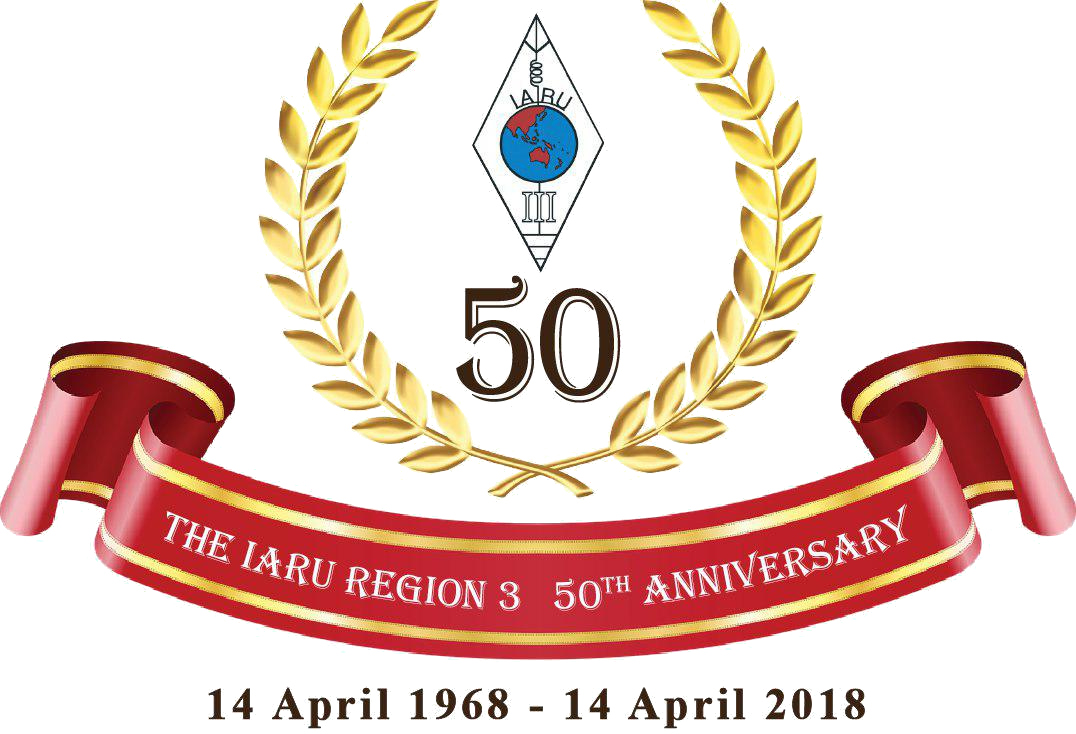 IARU
III
50
THE IARU REGION 3 50TH ANNIVERSARY
14 April 1968 - 14 April 2018